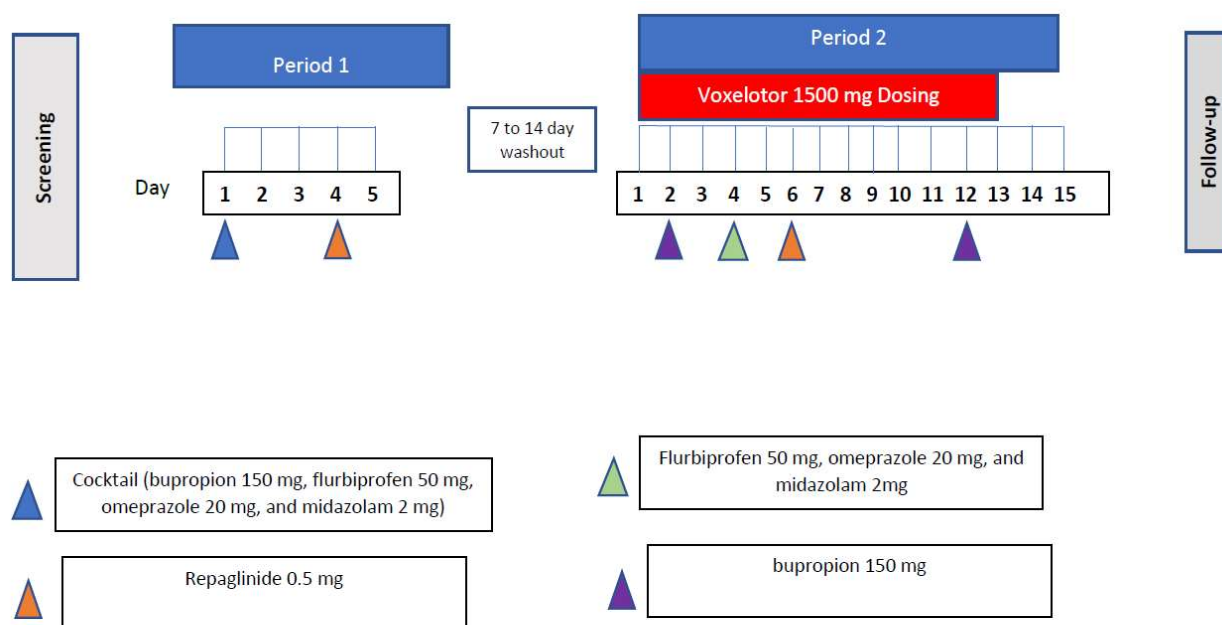 Screening
Period 1
7 to 14 day
washout
Period 2
Voxelotor 1500 mg Dosing
Follow-up
Day
1 2 3 4 5
1 2 3 4 5 6 7 8 9 10 11 12 13 14 15
Cocktail (bupropion 150 mg, flurbiprofen 50 mg,
omeprazole 20 mg, and midazolam 2 mg)
Flurbiprofen 50 mg, omeprazole 20 mg, and
midazolam 2mg
Repaglinide 0.5 mg
bupropion 150 mg